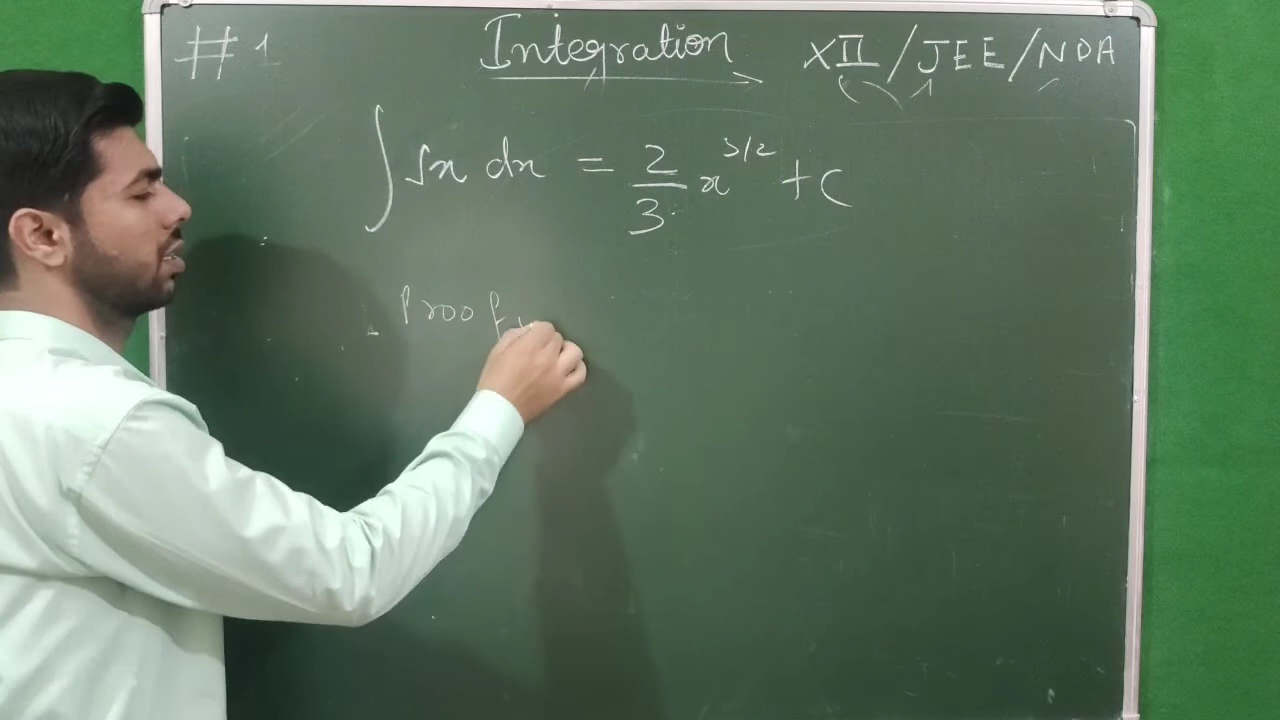 # 1 Integration XII / JEE / NDA
∫ √x dx = 2/3 x^3/2 + C
Proof